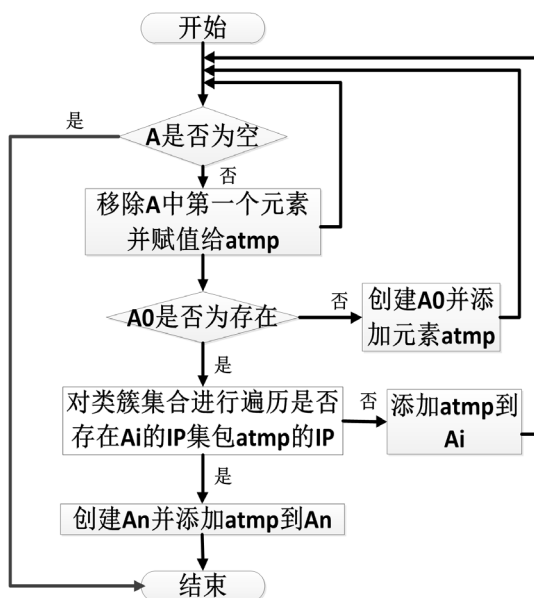 开始
是
A是否为空
否
移除A中第一个元素
并赋值给atmp
A0是否为存在
否
创建A0并添
加元素atmp
是
对类簇集合进行遍历是否
存在Ai的IP集包atmp的IP
否
添加atmp到
Ai
是
创建An并添加atmp到An
结束